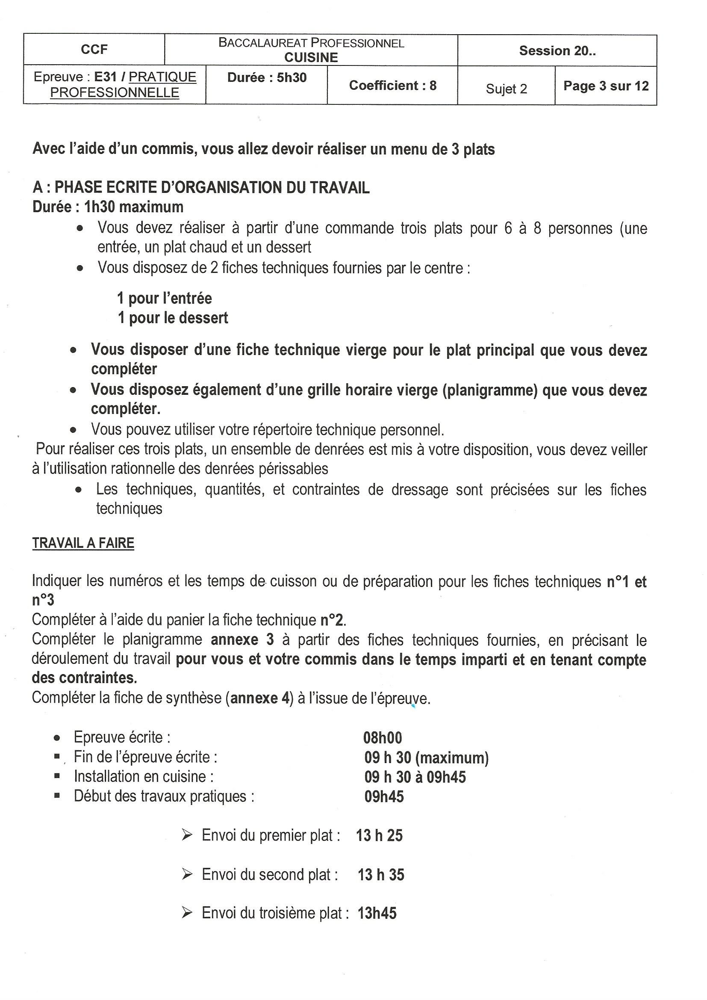 CCF
BACCALAUREAT PROFESSIONNEL
CUISINE
Session 20..
Epreuve : E31 / PRATIQUE
PROFESSIONNELLE
Durée : 5h30
Coefficient : 8
Sujet 2
Page 3 sur 12
Avec l'aide d'un commis, vous allez devoir réaliser un menu de 3 plats
A : PHASE ECRITE D'ORGANISATION DU TRAVAIL
Durée : 1h30 maximum
• Vous devez réaliser à partir d'une commande trois plats pour 6 à 8 personnes (une
entrée, un plat chaud et un dessert
• Vous disposez de 2 fiches techniques fournies par le centre :
1 pour l'entrée
1 pour le dessert
• Vous disposer d'une fiche technique vierge pour le plat principal que vous devez
compléter
• Vous disposez également d'une grille horaire vierge (planigramme) que vous devez
compléter.
• Vous pouvez utiliser votre répertoire technique personnel.
Pour réaliser ces trois plats, un ensemble de denrées est mis à votre disposition, vous devez veiller
à l'utilisation rationnelle des denrées périssables
• Les techniques, quantités, et contraintes de dressage sont précisées sur les fiches
techniques
TRAVAIL A FAIRE
Indiquer les numéros et les temps de cuisson ou de préparation pour les fiches techniques n°1 et
n°3
Compléter à l'aide du panier la fiche technique n°2.
Compléter le planigramme annexe 3 à partir des fiches techniques fournies, en précisant le
déroulement du travail pour vous et votre commis dans le temps imparti et en tenant compte
des contraintes.
Compléter la fiche de synthèse (annexe 4) à l'issue de l'épreuve.
• Epreuve écrite : 08h00
▪ Fin de l'épreuve écrite : 09 h 30 (maximum)
▪ Installation en cuisine : 09 h 30 à 09h45
▪ Début des travaux pratiques : 09h45
➢ Envoi du premier plat : 13 h 25
➢ Envoi du second plat : 13 h 35
➢ Envoi du troisième plat : 13h45